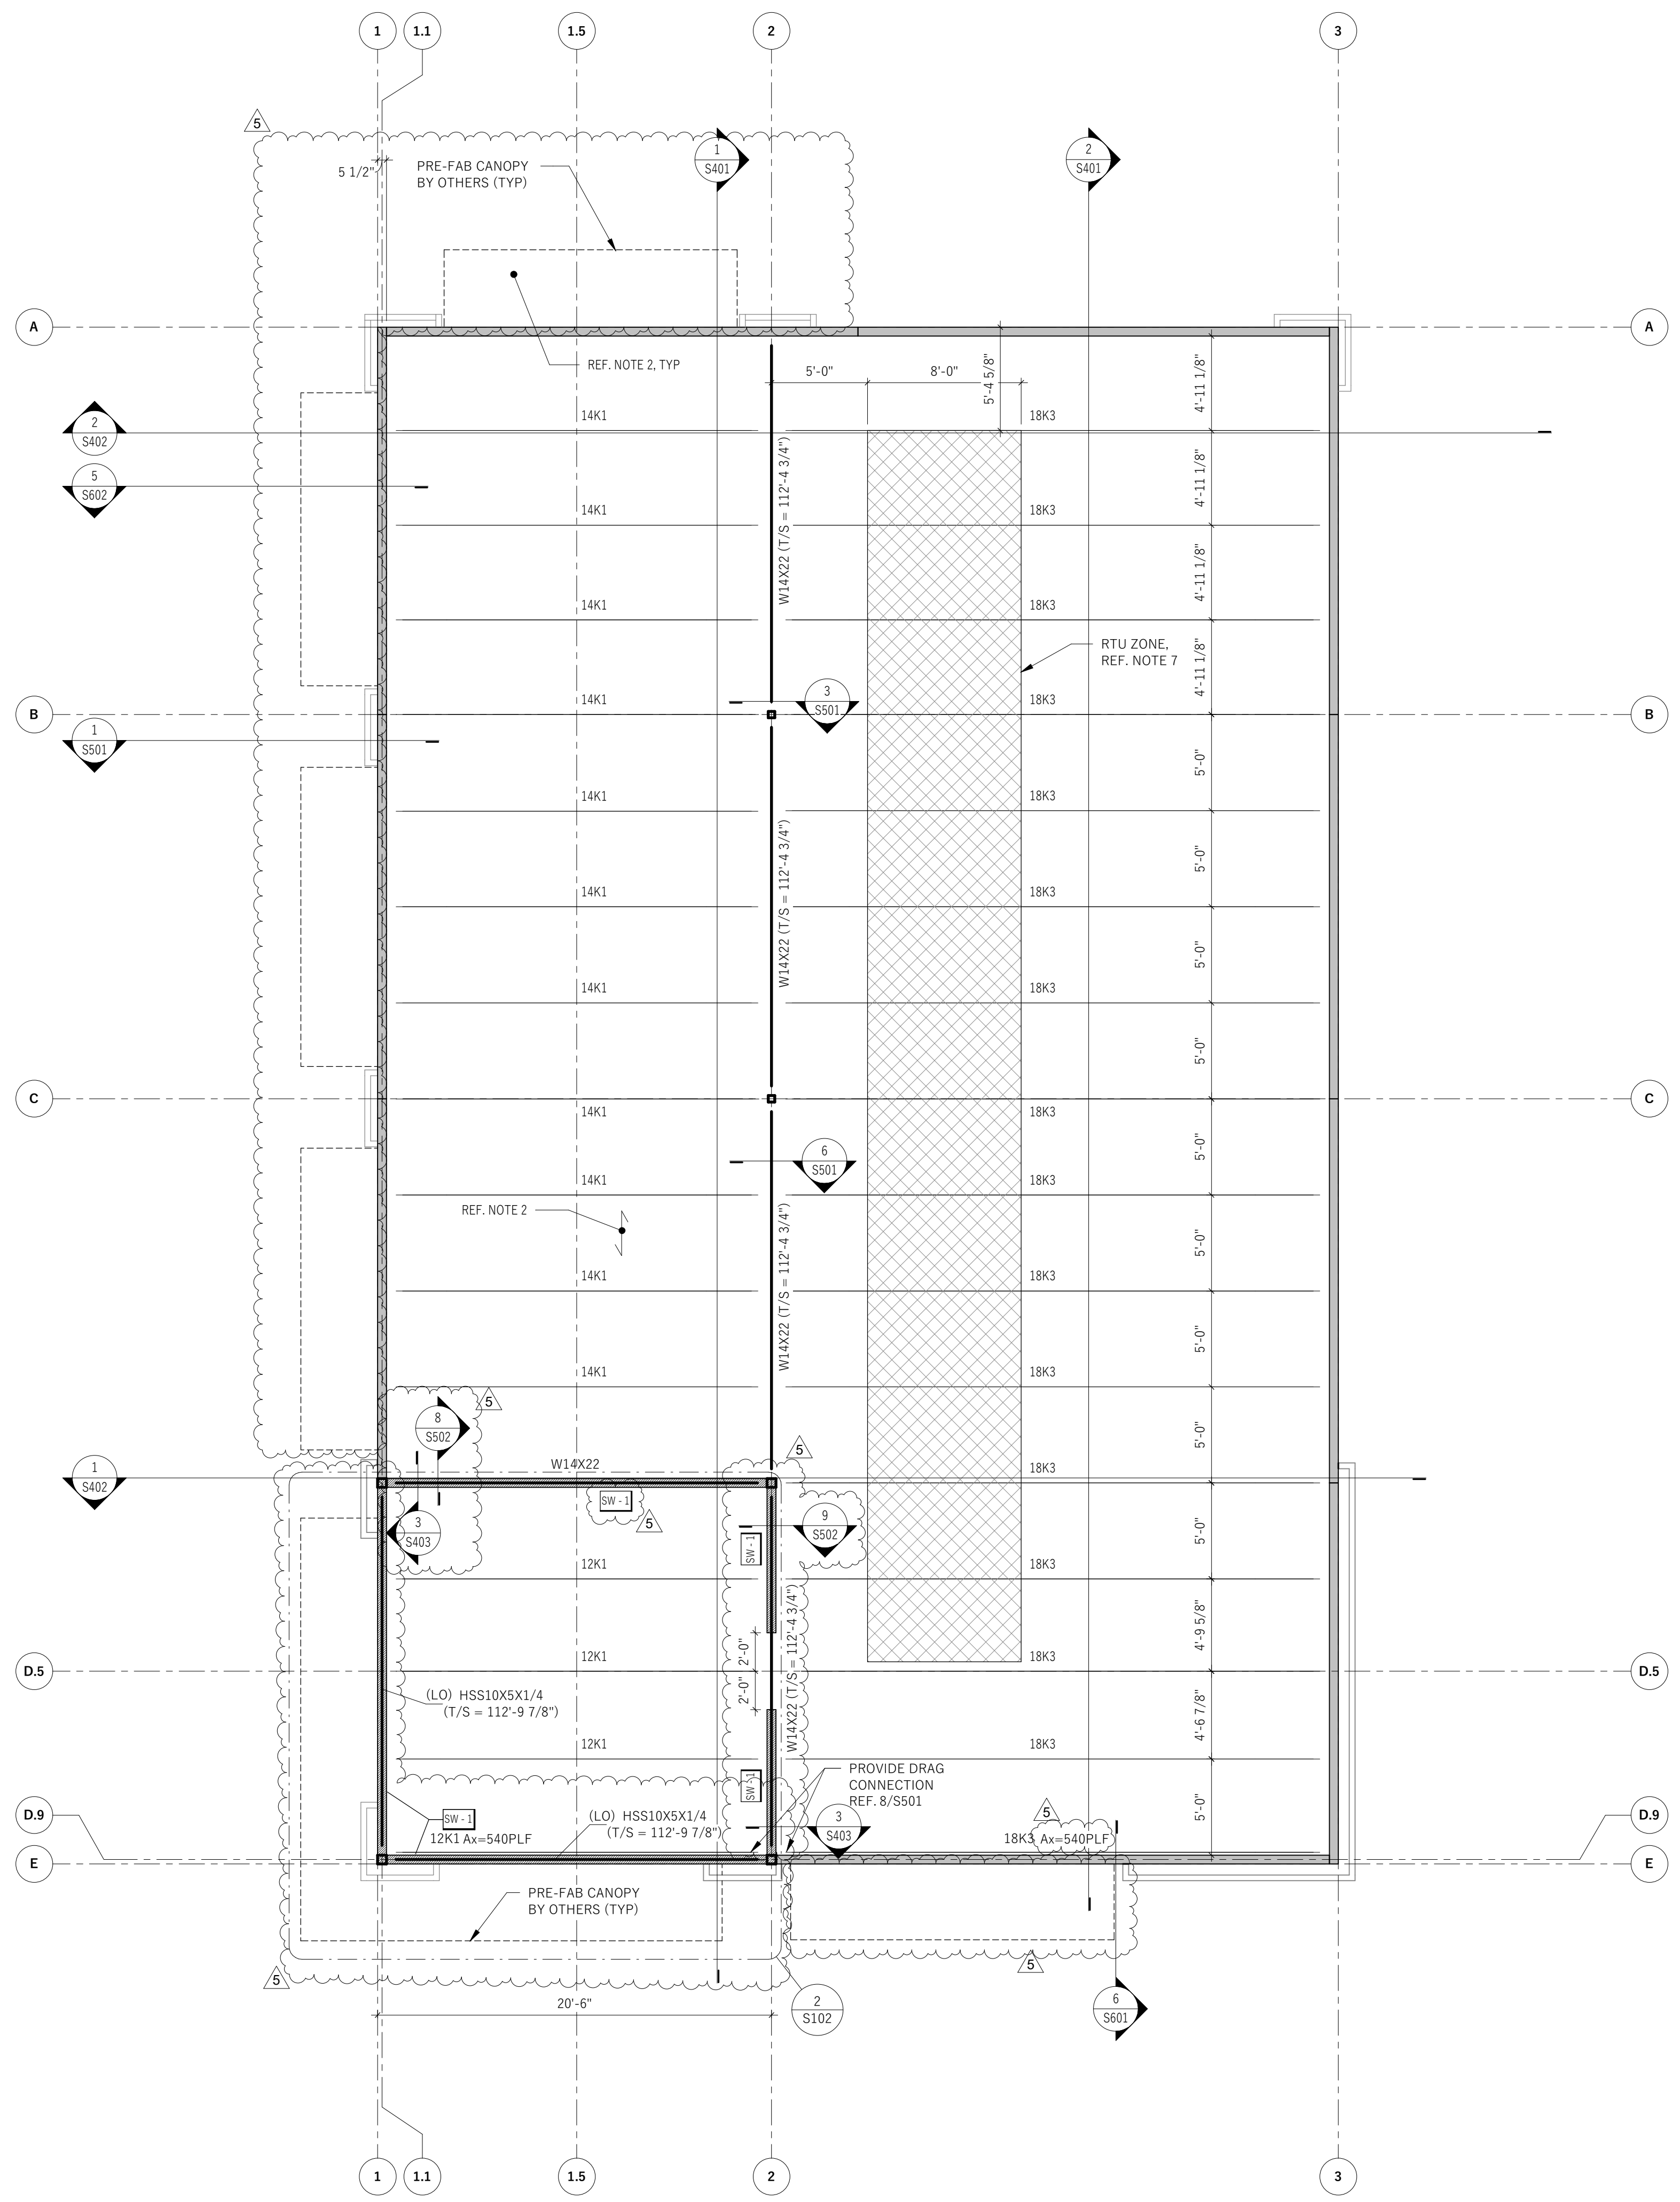 1
1.1
1.5
2
3
5
5 1/2"
PRE-FAB CANOPY
BY OTHERS (TYP)
1
S401
2
S401
A
A
REF. NOTE 2, TYP
5'-0"
8'-0"
5'-4 5/8"
4'-11 1/8"
14K1
18K3
2
S402
W14X22 (T/S = 112'-4 3/4")
4'-11 1/8"
5
S602
14K1
18K3
4'-11 1/8"
14K1
18K3
RTU ZONE,
REF. NOTE 7
4'-11 1/8"
14K1
18K3
3
S501
B
B
1
S501
5'-0"
14K1
18K3
W14X22 (T/S = 112'-4 3/4")
5'-0"
14K1
18K3
5'-0"
14K1
18K3
5'-0"
C
C
14K1
18K3
6
S501
5'-0"
14K1
18K3
REF. NOTE 2
W14X22 (T/S = 112'-4 3/4")
5'-0"
14K1
18K3
5'-0"
14K1
18K3
5
8
S502
5'-0"
5
1
S402
W14X22
18K3
SW - 1
5
3
S403
SW - 1
9
S502
5'-0"
12K1
18K3
W14X22 (T/S = 112'-4 3/4")
4'-9 5/8"
2'-0"
12K1
18K3
D.5
D.5
2'-0"
(LO) HSS10X5X1/4
(T/S = 112'-9 7/8")
4'-6 7/8"
12K1
18K3
PROVIDE DRAG
CONNECTION
REF. 8/S501
SW - 1
5'-0"
D.9
D.9
SW - 1
(LO) HSS10X5X1/4
(T/S = 112'-9 7/8")
5
3
S403
12K1 Ax=540PLF
18K3 Ax=540PLF
E
E
PRE-FAB CANOPY
BY OTHERS (TYP)
5
5
20'-6"
2
S102
6
S601
1
1.1
1.5
2
3